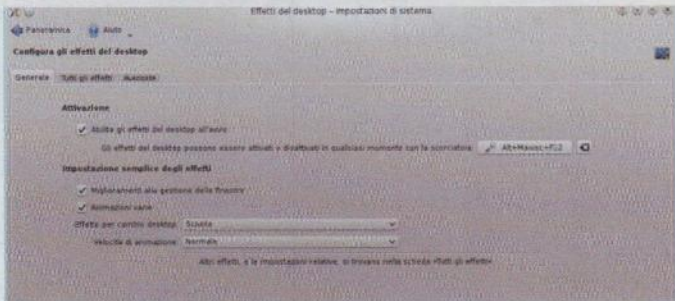 Effetti del desktop – Impostazioni di sistema
Panoramica Aiuto
Configura gli effetti del desktop
Generale Tutti gli effetti Avanzate
Attivazione
Abilita gli effetti del desktop all'avvio
Gli effetti del desktop possono essere attivati o disattivati in qualsiasi momento con la scorciatoia: Alt+Maiusc+F12
Impostazione semplice degli effetti
Miglioramenti alla gestione delle finestre
Animazioni varie
Effetto per cambio desktop: Scivola
Velocità di animazione: Normale
Altri effetti, e le impostazioni relative, si trovano nella scheda «Tutti gli effetti»